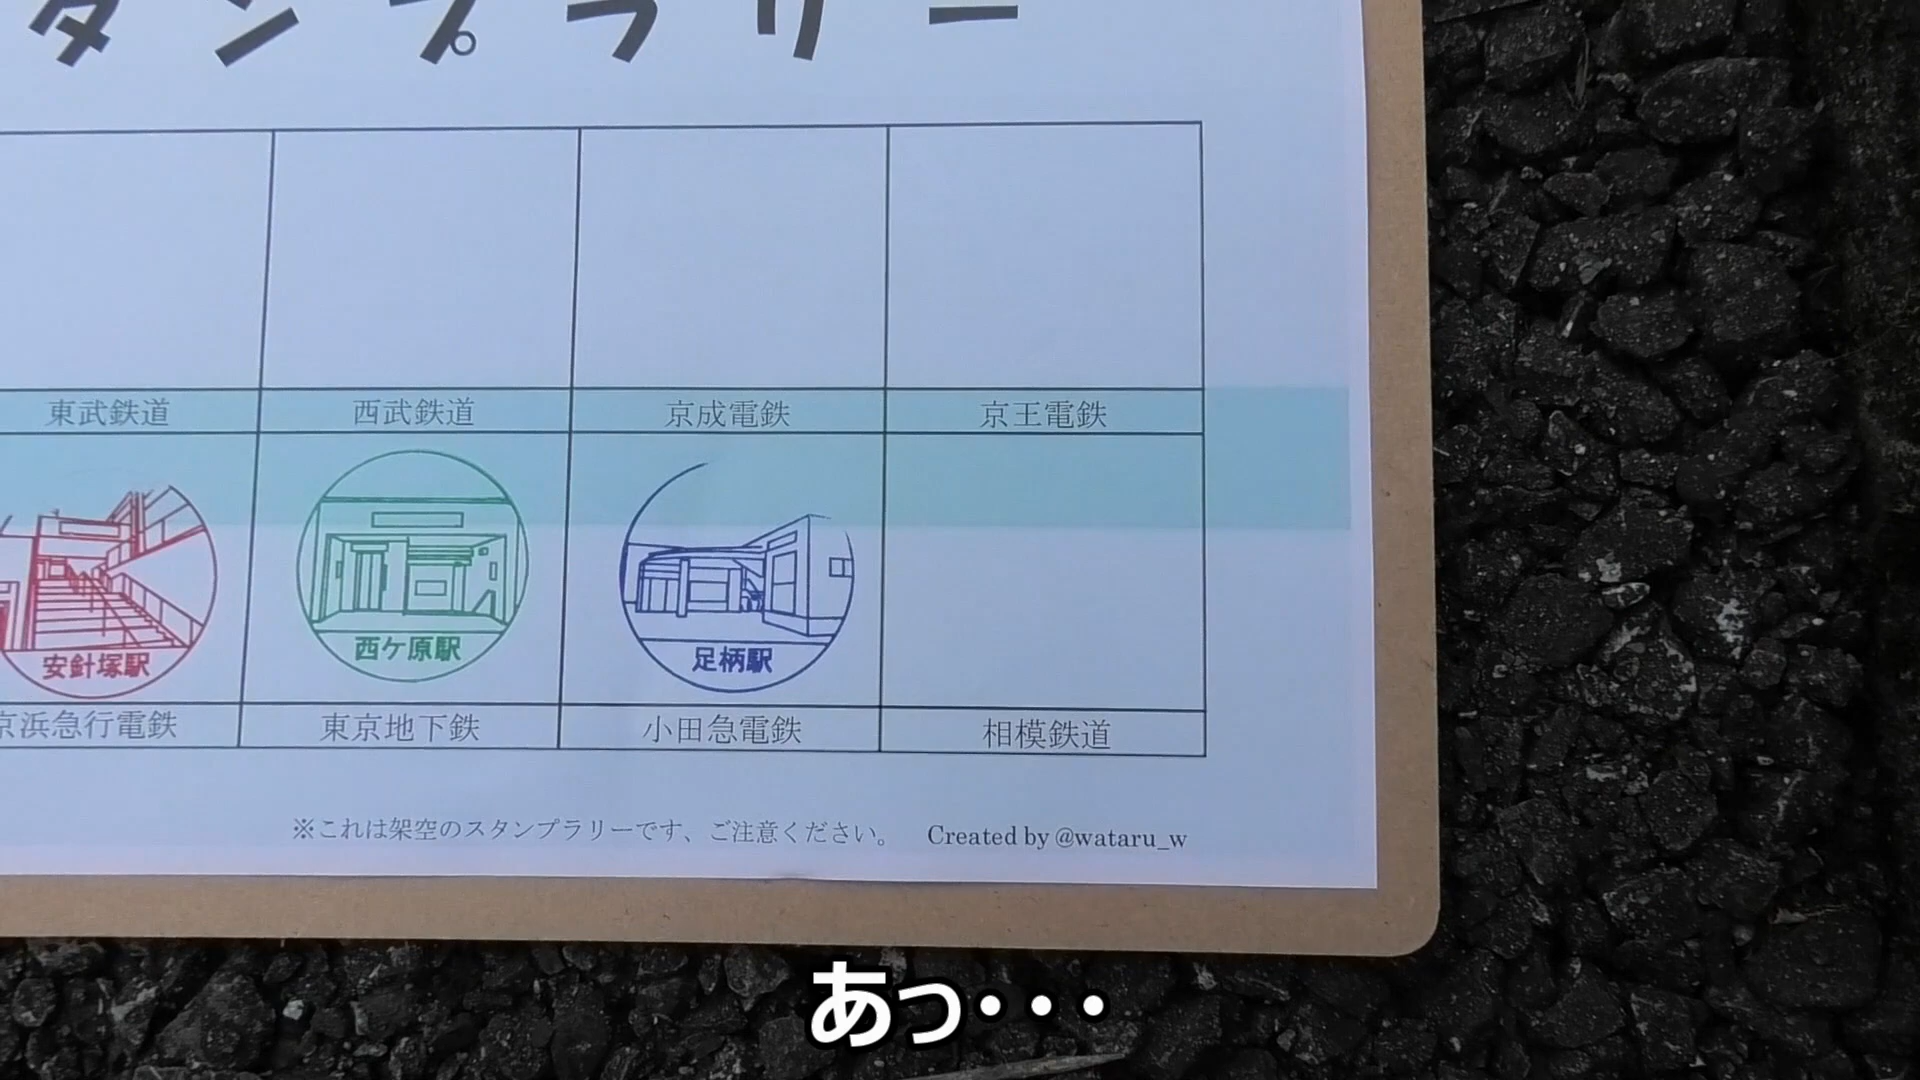 タンプラリー
東武鉄道 西武鉄道 京成電鉄 京王電鉄
安針塚駅 西ケ原駅 足柄駅
京浜急行電鉄 東京地下鉄 小田急電鉄 相模鉄道
※これは架空のスタンプラリーです、ご注意ください。 Created by @wataru_w
あっ・・・